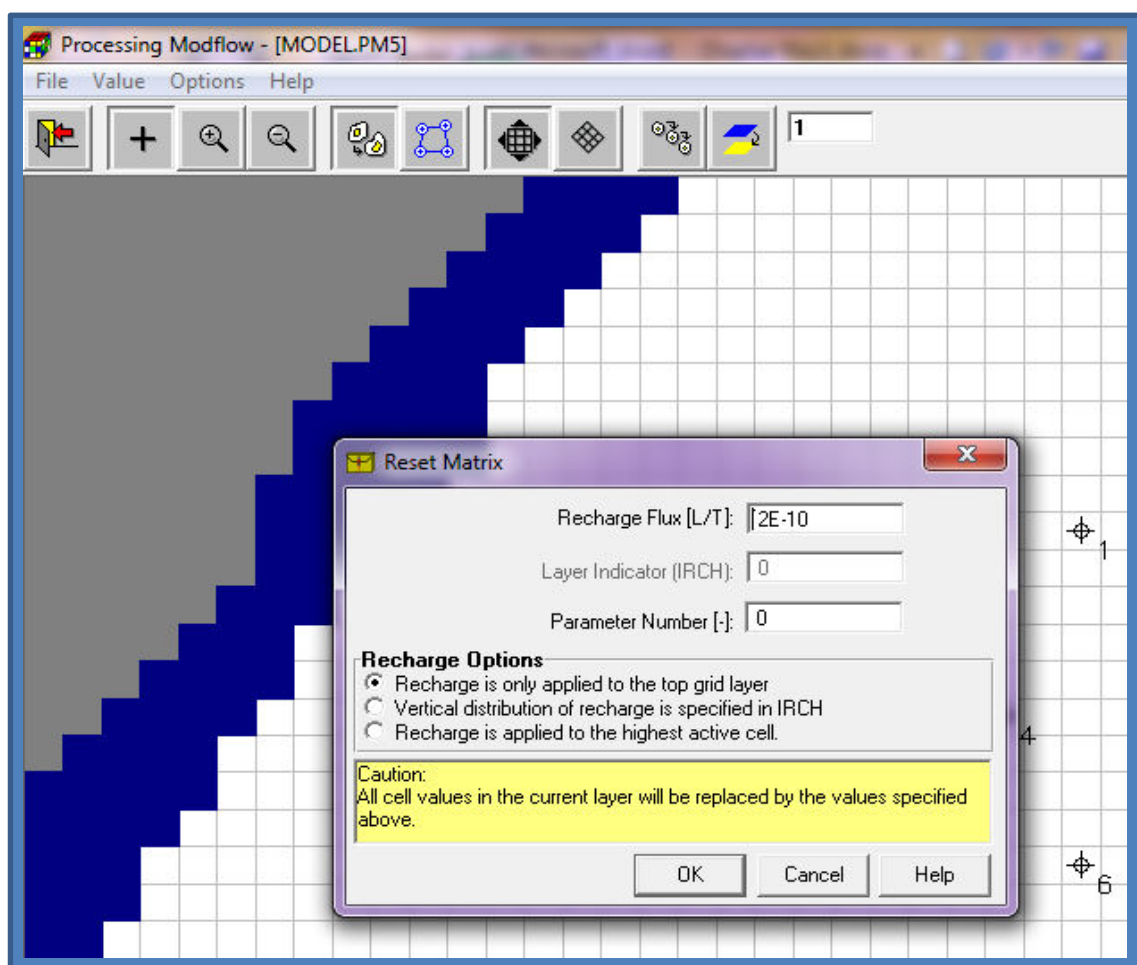 Processing Modflow - [MODEL.PM5]
File Value Options Help
1
Reset Matrix
Recharge Flux [L/T]: 2E-10
Layer Indicator (IRCH): 0
Parameter Number [-]: 0
Recharge Options
Recharge is only applied to the top grid layer
Vertical distribution of recharge is specified in IRCH
Recharge is applied to the highest active cell.
Caution:
All cell values in the current layer will be replaced by the values specified
above.
OK Cancel Help
1
4
6